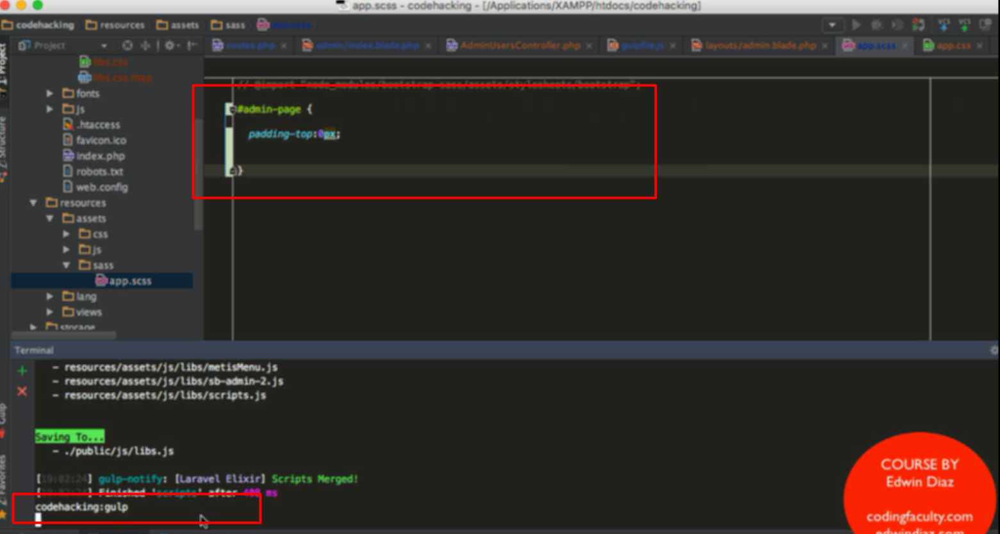 app.scss - codehacking - [/Applications/XAMPP/htdocs/codehacking]
codehacking resources assets sass app.scss
Project routes.php admin/index.blade.php AdminUsersController.php gulpfile.js layouts/admin.blade.php app.scss app.css
1: Project
libs.css
libs.css.map
// @import "node_modules/bootstrap-sass/assets/stylesheets/bootstrap";
fonts
#admin-page {
js
.htaccess
padding-top:0px;
favicon.ico
index.php
}
robots.txt
web.config
resources
assets
css
js
sass
app.scss
lang
views
storage
Z: Structure
Terminal
- resources/assets/js/libs/metisMenu.js
- resources/assets/js/libs/sb-admin-2.js
- resources/assets/js/libs/scripts.js
Gulp
Saving To...
- ./public/js/libs.js
2: Favorites
[19:02:24] gulp-notify: [Laravel Elixir] Scripts Merged!
[19:02:24] Finished 'scripts' after 408 ms
codehacking:gulp
COURSE BY
Edwin Diaz
codingfaculty.com
edwindiaz.com